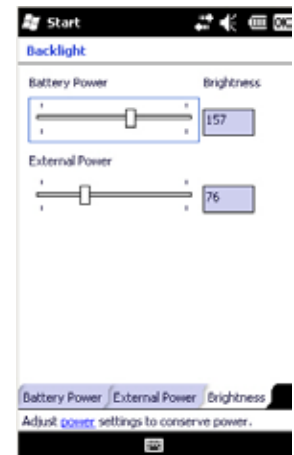 Start
OK
Backlight
Battery Power Brightness
157
External Power
76
Battery Power External Power Brightness
Adjust power settings to conserve power.